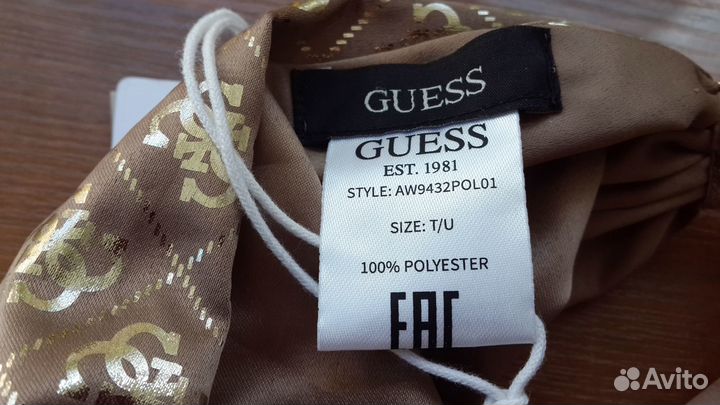 GUESS
GUESS
EST. 1981
STYLE: AW9432POL01
SIZE: T/U
100% POLYESTER
EAC
Avito